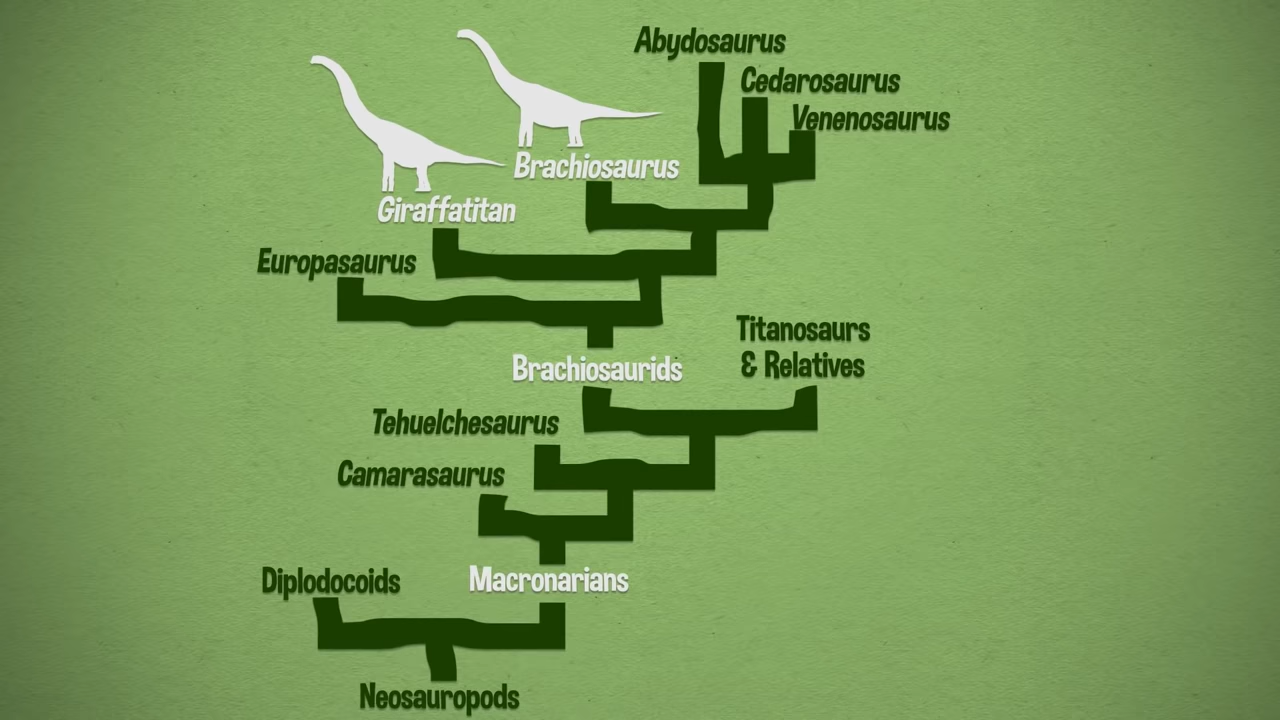 Abydosaurus
Cedarosaurus
Venenosaurus
Brachiosaurus
Giraffatitan
Europasaurus
Titanosaurs
& Relatives
Brachiosaurids
Tehuelchesaurus
Camarasaurus
Diplodocoids
Macronarians
Neosauropods